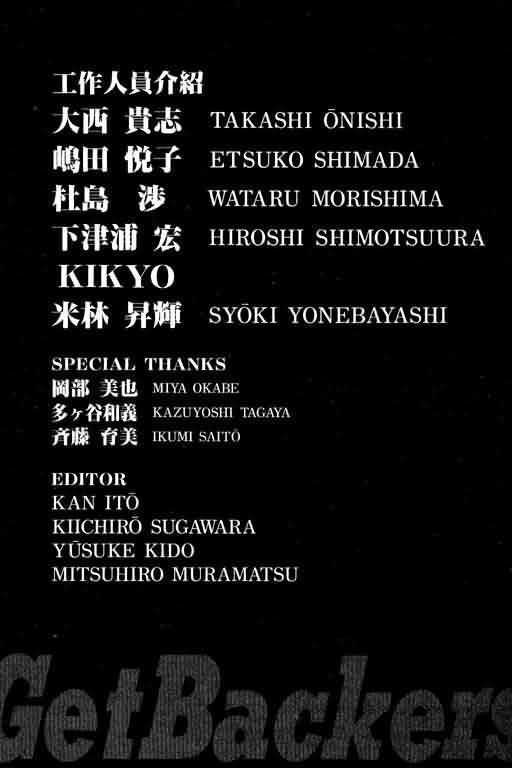 工作人員介紹
大西 貴志 TAKASHI ŌNISHI
嶋田 悦子 ETSUKO SHIMADA
杜島 渉 WATARU MORISHIMA
下津浦 宏 HIROSHI SHIMOTSUURA
KIKYO
米林 昇輝 SYŌKI YONEBAYASHI
SPECIAL THANKS
岡部 美也 MIYA OKABE
多ヶ谷和義 KAZUYOSHI TAGAYA
斉藤 育美 IKUMI SAITŌ
EDITOR
KAN ITŌ
KIICHIRŌ SUGAWARA
YŪSUKE KIDO
MITSUHIRO MURAMATSU
GetBackers